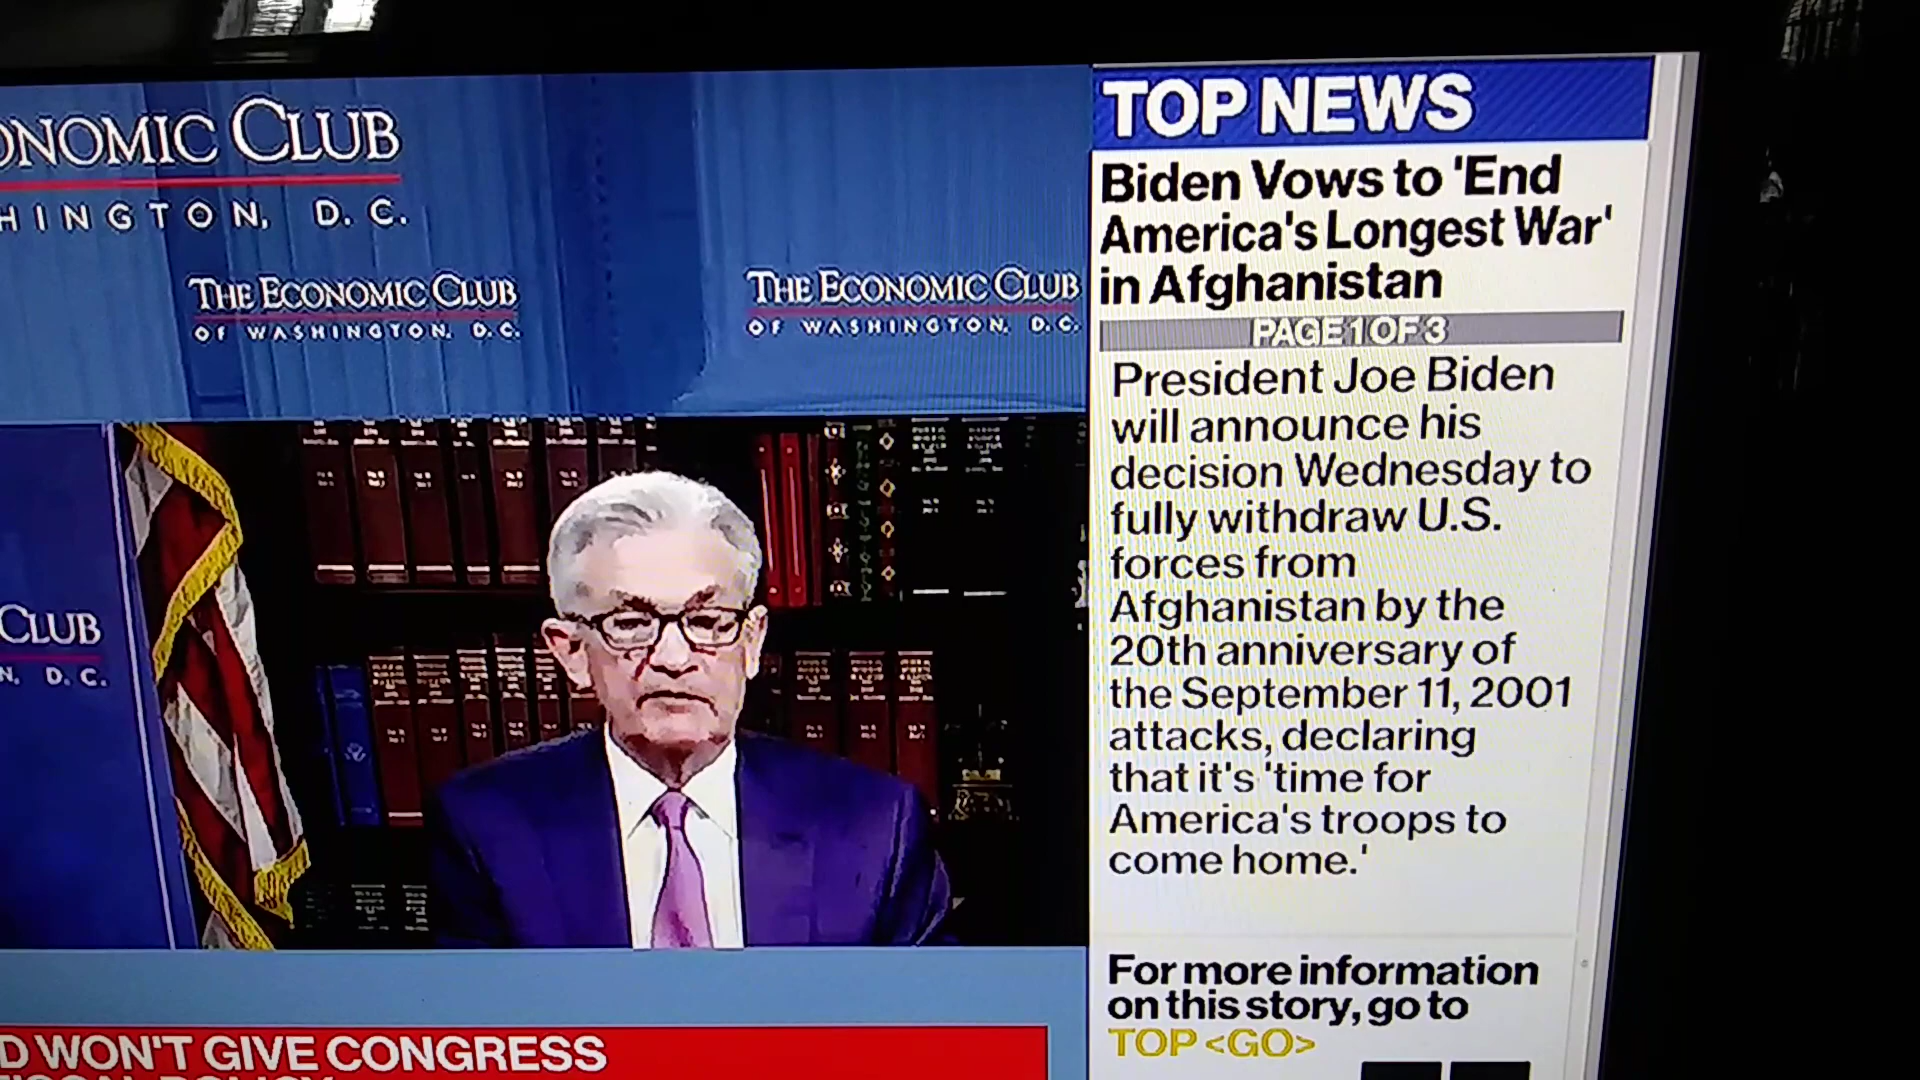 ONOMIC CLUB
HINGTON, D. C.
THE ECONOMIC CLUB
OF WASHINGTON, D.C.
THE ECONOMIC CLUB
OF WASHINGTON, D.C.
CLUB
N, D. C.
D WON'T GIVE CONGRESS
FISCAL POLICY
TOP NEWS
Biden Vows to 'End
America's Longest War'
in Afghanistan
PAGE 1 OF 3
President Joe Biden
will announce his
decision Wednesday to
fully withdraw U.S.
forces from
Afghanistan by the
20th anniversary of
the September 11, 2001
attacks, declaring
that it's 'time for
America's troops to
come home.'
For more information
on this story, go to
TOP <GO>